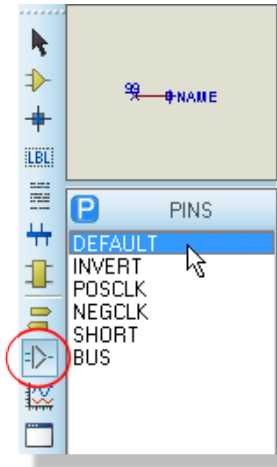 99
NAME
LBL
P PINS
DEFAULT
INVERT
POSCLK
NEGCLK
SHORT
BUS